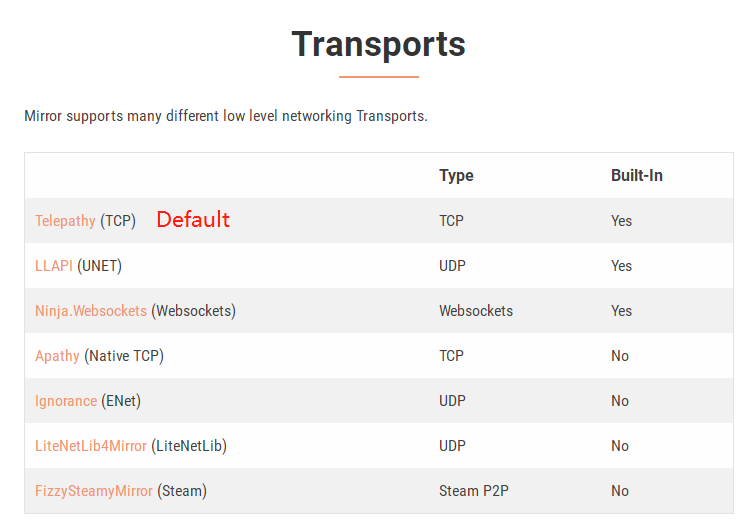 Transports
Mirror supports many different low level networking Transports.
Type Built-In
Telepathy (TCP) Default TCP Yes
LLAPI (UNET) UDP Yes
Ninja.Websockets (Websockets) Websockets Yes
Apathy (Native TCP) TCP No
Ignorance (ENet) UDP No
LiteNetLib4Mirror (LiteNetLib) UDP No
FizzySteamyMirror (Steam) Steam P2P No